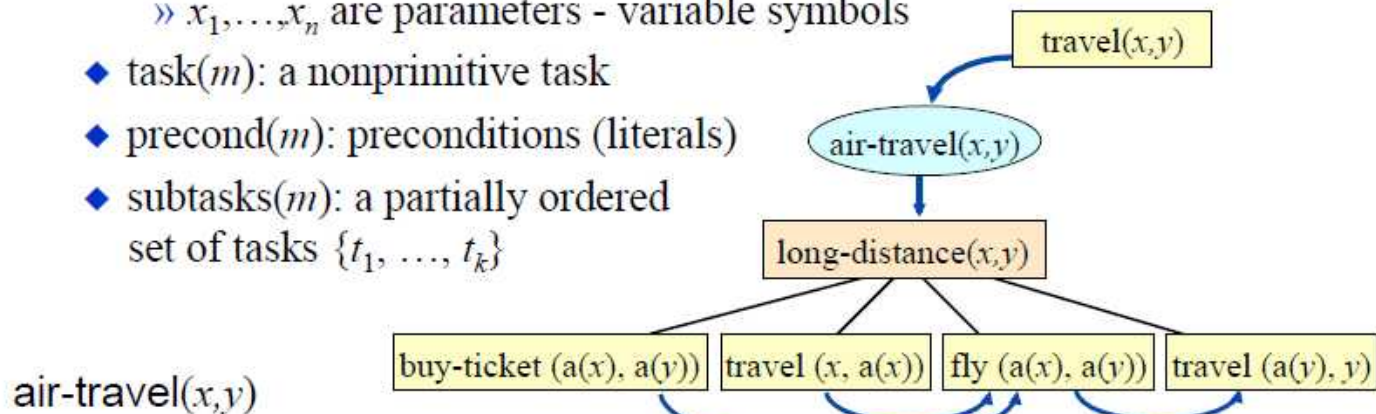 » x₁,…,xₙ are parameters - variable symbols
◆ task(m): a nonprimitive task
◆ precond(m): preconditions (literals)
◆ subtasks(m): a partially ordered
set of tasks {t₁, …, tₖ}
travel(x,y)
air-travel(x,y)
long-distance(x,y)
buy-ticket (a(x), a(y))
travel (x, a(x))
fly (a(x), a(y))
travel (a(y), y)
air-travel(x,y)